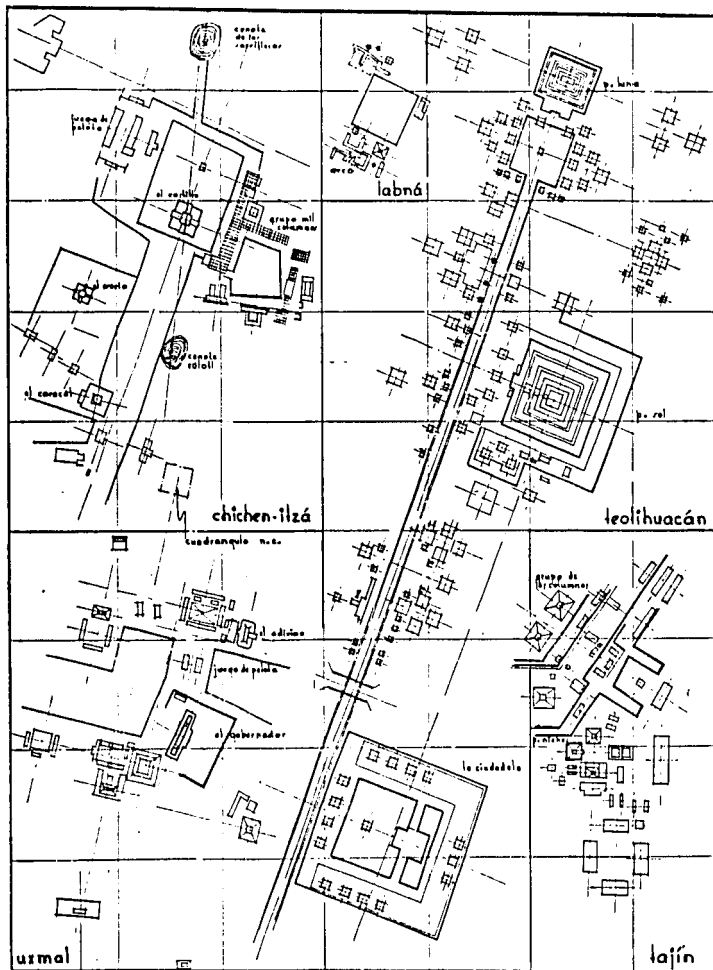 cenote
de los
sacrificios
juego de
pelota
el castillo
grupo mil
columnas
el osario
cenote
xtoloc
el caracol
chichen-itzá
arco
labná
p. luna
p. sol
teotihuacán
cuadrangulo n.e.
el adivino
juego de pelota
el gobernador
uxmal
la ciudadela
grupo de
las columnas
p. nichos
tajín